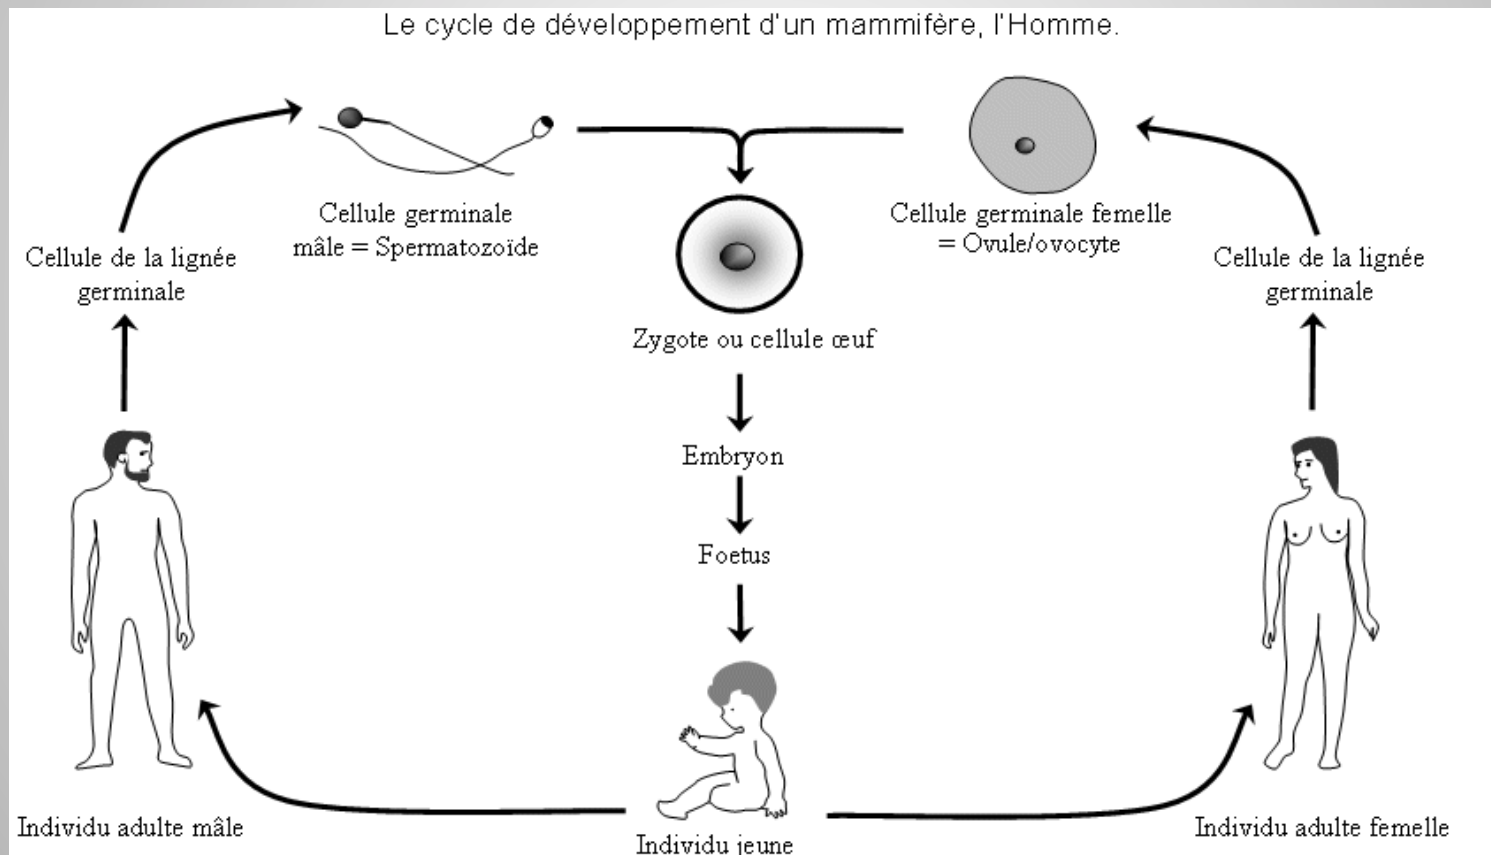 Le cycle de développement d'un mammifère, l'Homme.
Cellule germinale
mâle = Spermatozoïde
Cellule germinale femelle
= Ovule/ovocyte
Cellule de la lignée
germinale
Cellule de la lignée
germinale
Zygote ou cellule œuf
Embryon
Foetus
Individu adulte mâle
Individu jeune
Individu adulte femelle